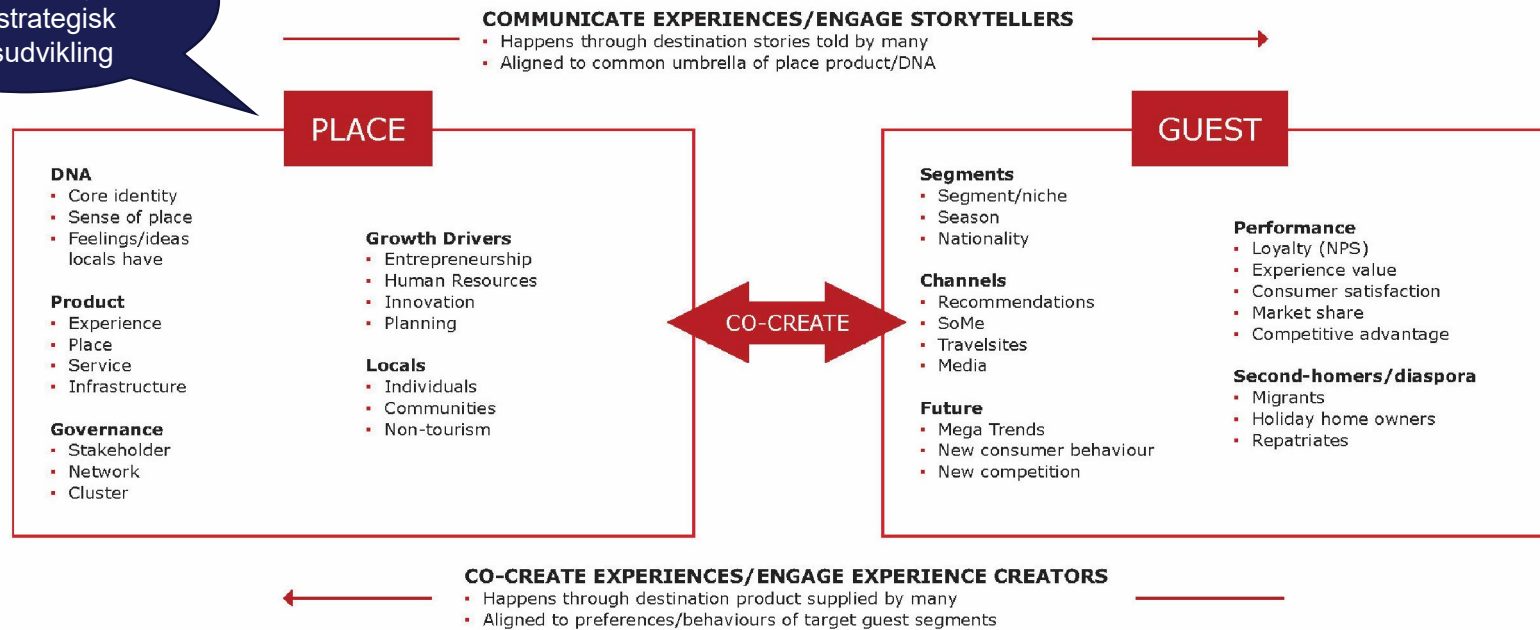 strategisk
COMMUNICATE EXPERIENCES/ENGAGE STORYTELLERS
▪ Happens through destination stories told by many
▪ Aligned to common umbrella of place product/DNA
PLACE
DNA
▪ Core identity
▪ Sense of place
▪ Feelings/ideas
locals have
Product
▪ Experience
▪ Place
▪ Service
▪ Infrastructure
Governance
▪ Stakeholder
▪ Network
▪ Cluster
Growth Drivers
▪ Entrepreneurship
▪ Human Resources
▪ Innovation
▪ Planning
Locals
▪ Individuals
▪ Communities
▪ Non-tourism
CO-CREATE
GUEST
Segments
▪ Segment/niche
▪ Season
▪ Nationality
Channels
▪ Recommendations
▪ SoMe
▪ Travelsites
▪ Media
Future
▪ Mega Trends
▪ New consumer behaviour
▪ New competition
Performance
▪ Loyalty (NPS)
▪ Experience value
▪ Consumer satisfaction
▪ Market share
▪ Competitive advantage
Second-homers/diaspora
▪ Migrants
▪ Holiday home owners
▪ Repatriates
CO-CREATE EXPERIENCES/ENGAGE EXPERIENCE CREATORS
▪ Happens through destination product supplied by many
▪ Aligned to preferences/behaviours of target guest segments